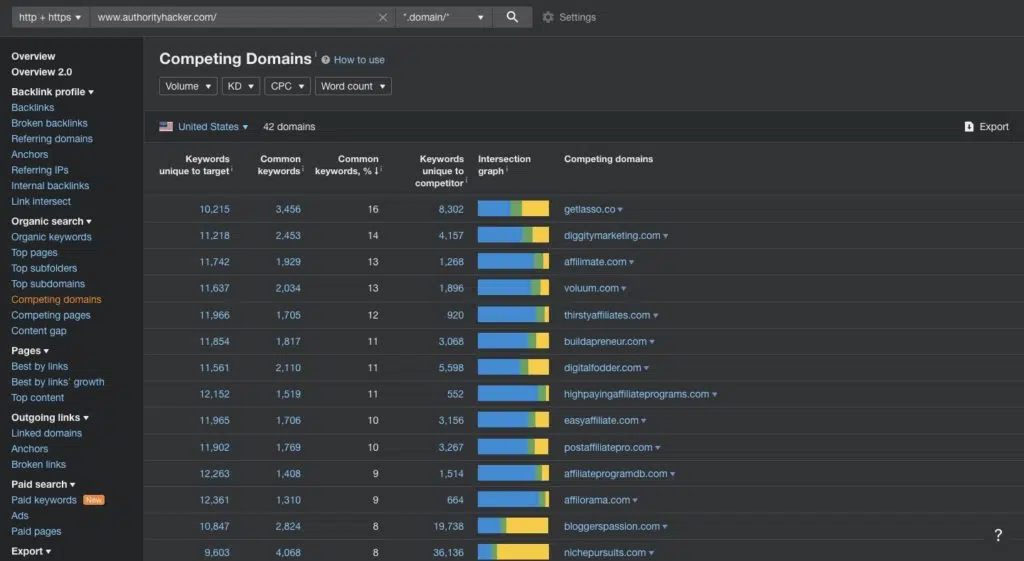 http + https ▾ www.authorityhacker.com/ × *.domain/* ▾ Settings
Overview
Overview 2.0
Backlink profile ▾
Backlinks
Broken backlinks
Referring domains
Anchors
Referring IPs
Internal backlinks
Link intersect
Organic search ▾
Organic keywords
Top pages
Top subfolders
Top subdomains
Competing domains
Competing pages
Content gap
Pages ▾
Best by links
Best by links' growth
Top content
Outgoing links ▾
Linked domains
Anchors
Broken links
Paid search ▾
Paid keywords New
Ads
Paid pages
Export ▾
Competing Domains i ? How to use
Volume ▾ KD ▾ CPC ▾ Word count ▾
United States ▾ 42 domains Export
Keywords Common Common Keywords Intersection Competing domains
unique to target i keywords i keywords, % ↓ i unique to graph i
competitor i
10,215 3,456 16 8,302 getlasso.co ▾
11,218 2,453 14 4,157 diggitymarketing.com ▾
11,742 1,929 13 1,268 affilimate.com ▾
11,637 2,034 13 1,896 voluum.com ▾
11,966 1,705 12 920 thirstyaffiliates.com ▾
11,854 1,817 11 3,068 buildapreneur.com ▾
11,561 2,110 11 5,598 digitalfodder.com ▾
12,152 1,519 11 552 highpayingaffiliateprograms.com ▾
11,965 1,706 10 3,156 easyaffiliate.com ▾
11,902 1,769 10 3,267 postaffiliatepro.com ▾
12,263 1,408 9 1,514 affiliateprogramdb.com ▾
12,361 1,310 9 664 affilorama.com ▾
10,847 2,824 8 19,738 bloggerspassion.com ▾
9,603 4,068 8 36,136 nichepursuits.com ▾
?